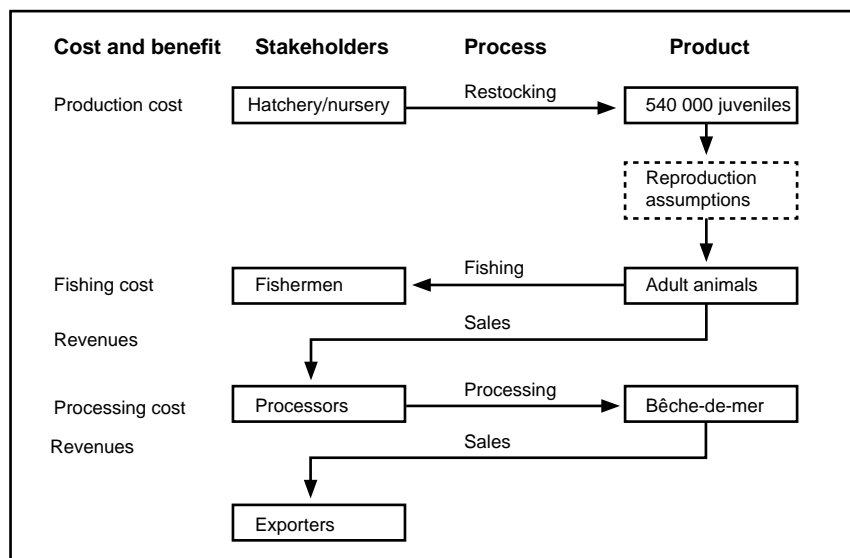 Cost and benefit Stakeholders Process Product
Production cost Hatchery/nursery Restocking 540 000 juveniles
Reproduction
assumptions
Fishing cost Fishermen Fishing Adult animals
Revenues Sales
Processing cost Processors Processing Bêche-de-mer
Revenues Sales
Exporters